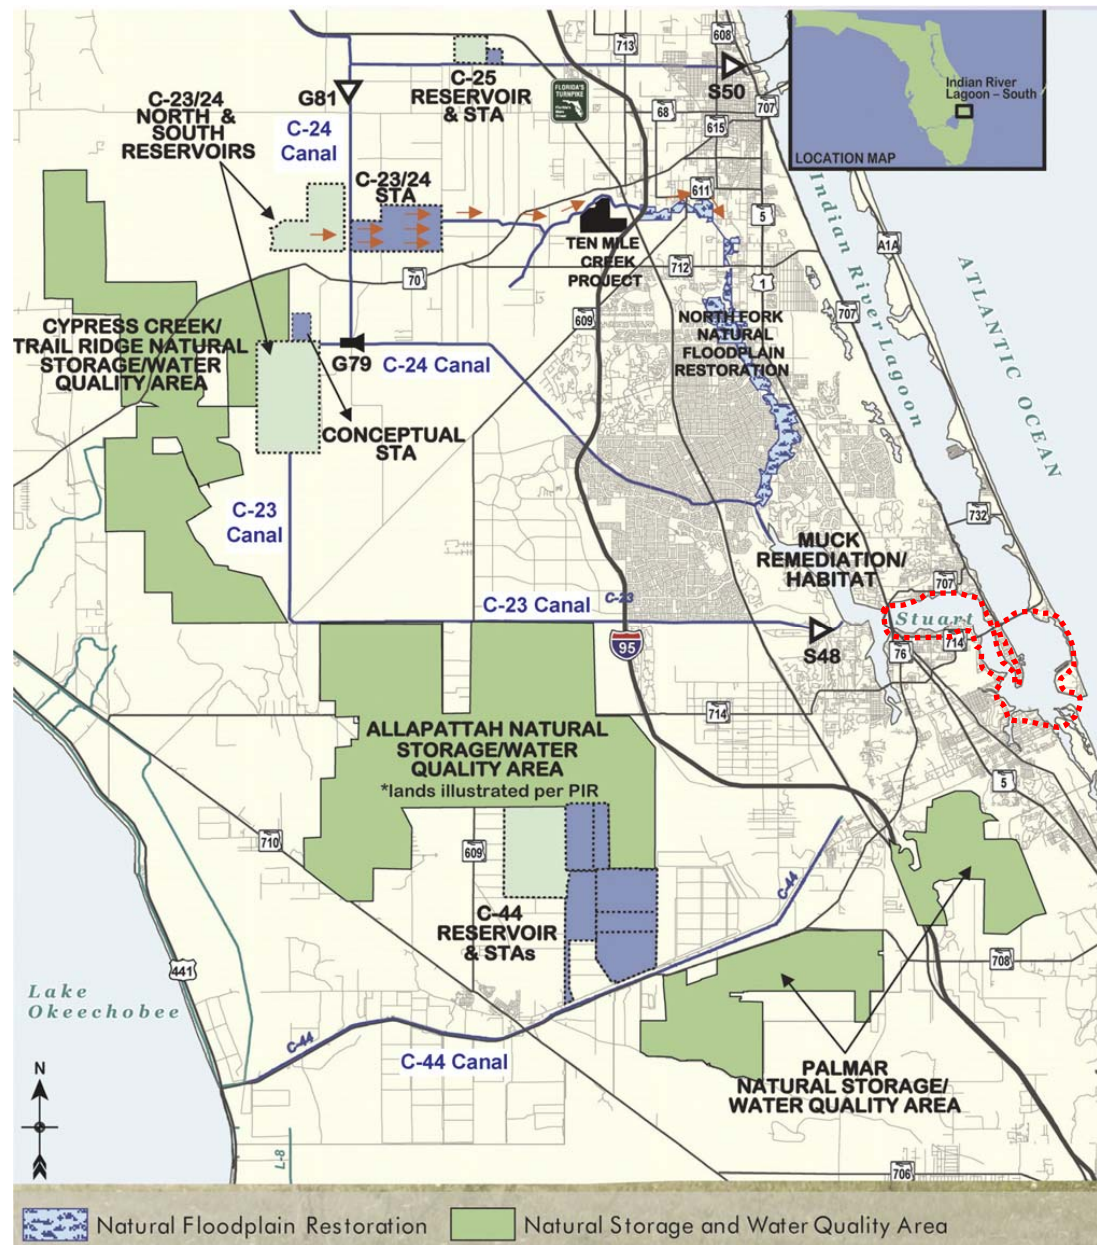 713
608
C-25
RESERVOIR
& STA
S50
FLORIDA'S
TURNPIKE
G81
C-23/24
NORTH &
SOUTH
RESERVOIRS
C-24
Canal
68
615
707
Indian River
Lagoon – South
LOCATION MAP
C-23/24
STA
611
5
A1A
Indian River Lagoon
ATLANTIC OCEAN
TEN MILE
CREEK
PROJECT
70
712
1
609
707
CYPRESS CREEK/
TRAIL RIDGE NATURAL
STORAGE/WATER
QUALITY AREA
NORTH FORK
NATURAL
FLOODPLAIN
RESTORATION
G79
C-24 Canal
CONCEPTUAL
STA
C-23
Canal
732
MUCK
REMEDIATION/
HABITAT
707
C-23 Canal
C-23
Stuart
95
S48
76
714
714
ALLAPATTAH NATURAL
STORAGE/WATER
QUALITY AREA
*lands illustrated per PIR
5
710
609
C-44
C-44
RESERVOIR
& STAs
441
708
Lake
Okeechobee
C-44
C-44 Canal
PALMAR
NATURAL STORAGE/
WATER QUALITY AREA
N
L-8
706
Natural Floodplain Restoration
Natural Storage and Water Quality Area